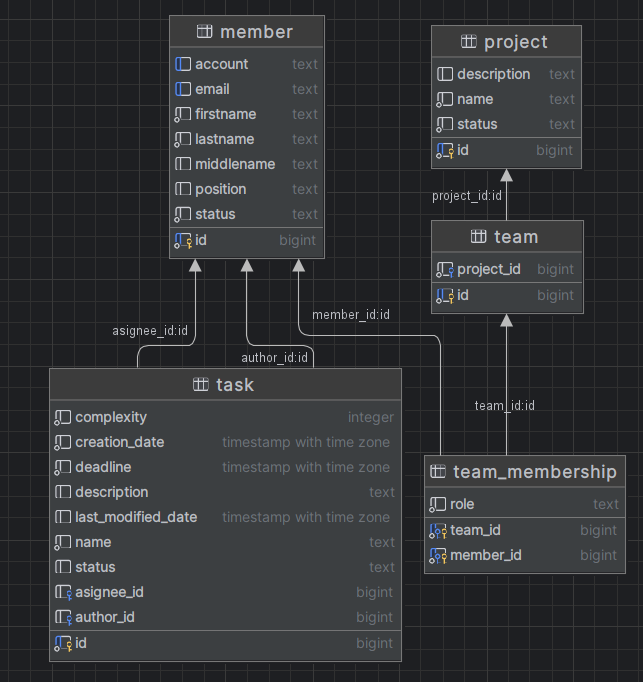 member
account text
email text
firstname text
lastname text
middlename text
position text
status text
id bigint
project
description text
name text
status text
id bigint
project_id:id
team
project_id bigint
id bigint
asignee_id:id
author_id:id
member_id:id
team_id:id
task
complexity integer
creation_date timestamp with time zone
deadline timestamp with time zone
description text
last_modified_date timestamp with time zone
name text
status text
asignee_id bigint
author_id bigint
id bigint
team_membership
role text
team_id bigint
member_id bigint